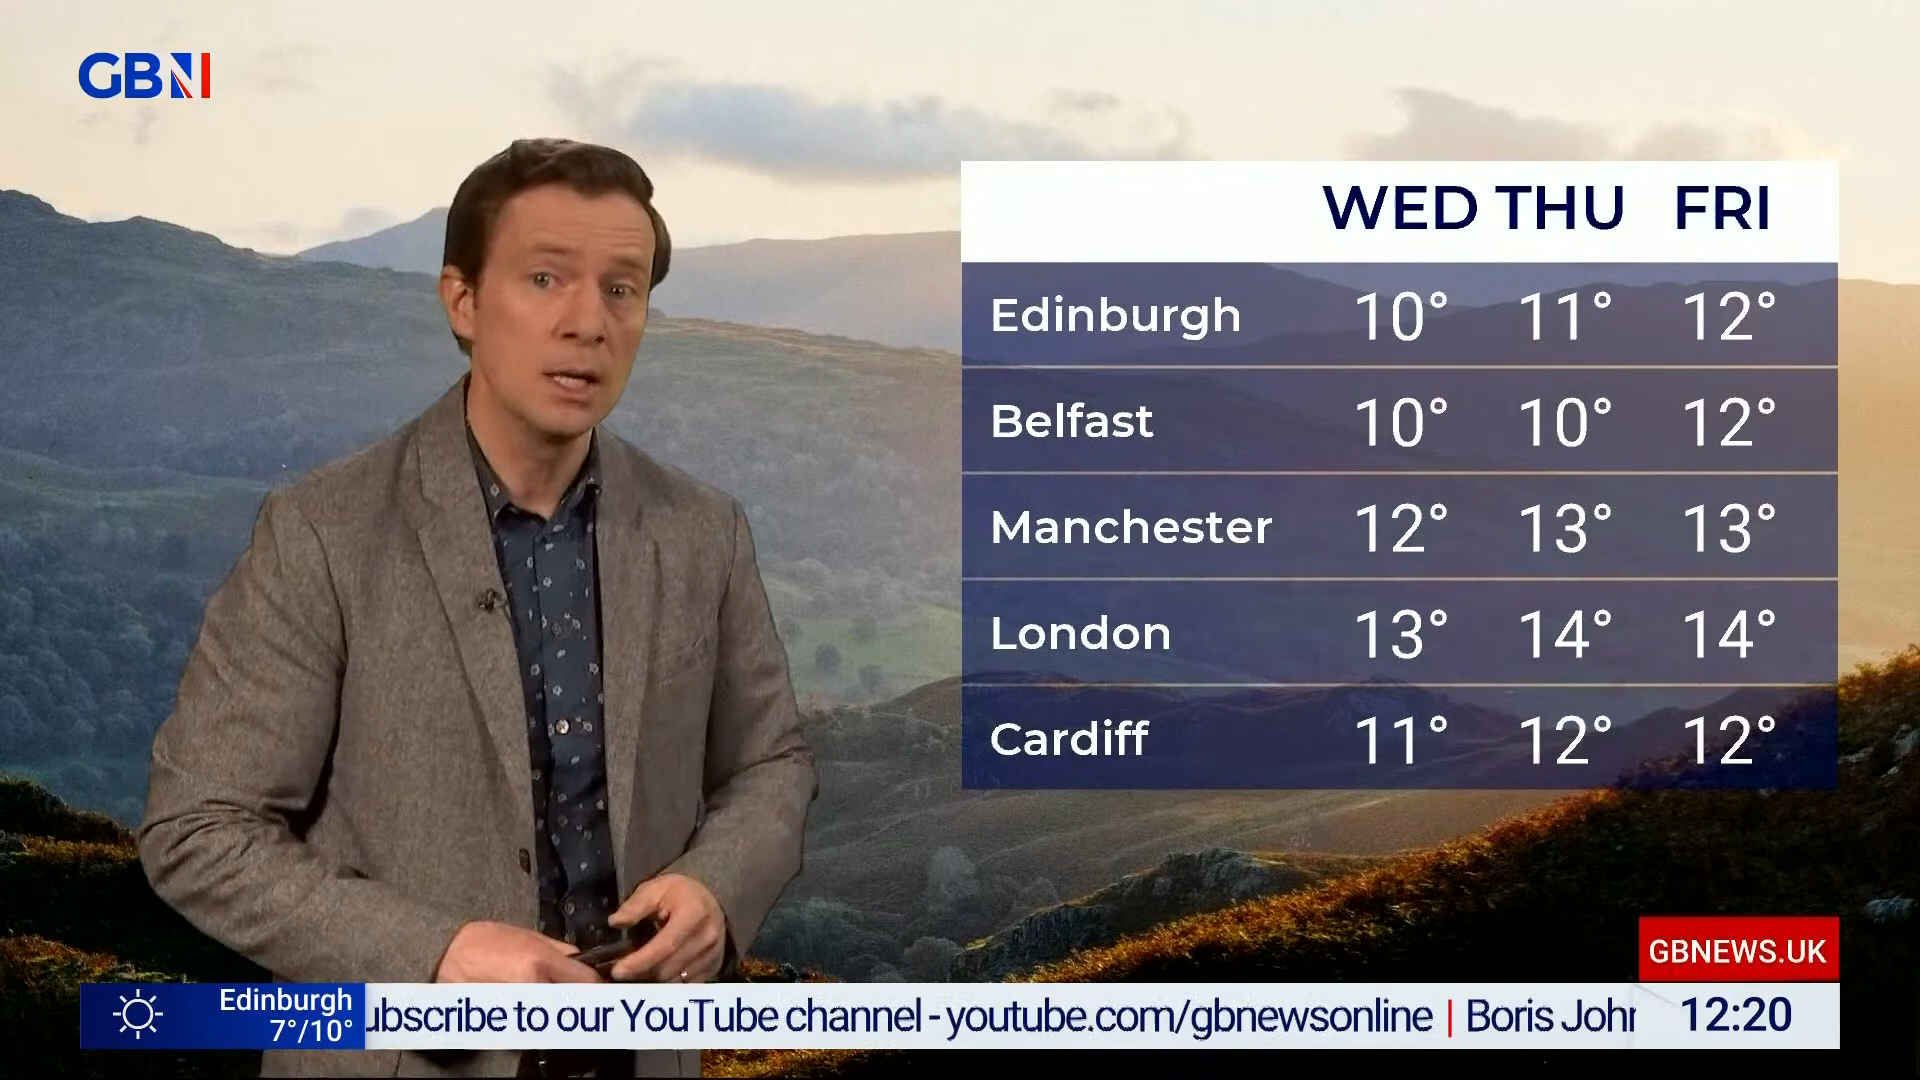 GBN
WED THU FRI
Edinburgh 10° 11° 12°
Belfast 10° 10° 12°
Manchester 12° 13° 13°
London 13° 14° 14°
Cardiff 11° 12° 12°
GBNEWS.UK
Edinburgh
7°/10°
ubscribe to our YouTube channel - youtube.com/gbnewsonline | Boris John
12:20